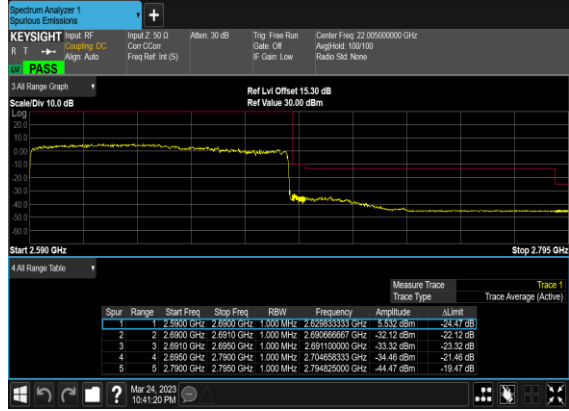 Spectrum Analyzer 1
Spurious Emissions
KEYSIGHT Input: RF Input Z: 50 Ω Atten: 30 dB Trig: Free Run Center Freq: 22.005000000 GHz
R T Coupling: DC Corr CCorr Gate: Off Avg|Hold: 100/100
Align: Auto Freq Ref: Int (S) IF Gain: Low Radio Std: None
PASS
3 All Range Graph
Ref Lvl Offset 15.30 dB
Scale/Div 10.0 dB Ref Value 30.00 dBm
Log
20.0
10.0
0.00
-10.0
-20.0
-30.0
-40.0
-50.0
-60.0
Start 2.590 GHz Stop 2.795 GHz
4 All Range Table
Measure Trace Trace 1
Trace Type Trace Average (Active)
Spur Range Start Freq Stop Freq RBW Frequency Amplitude ΔLimit
1 1 2.5900 GHz 2.6900 GHz 1.000 MHz 2.629833333 GHz 5.532 dBm -24.47 dB
2 2 2.6900 GHz 2.6910 GHz 1.000 MHz 2.690666667 GHz -32.12 dBm -22.12 dB
3 3 2.6910 GHz 2.6950 GHz 1.000 MHz 2.691100000 GHz -33.32 dBm -23.32 dB
4 4 2.6950 GHz 2.7900 GHz 1.000 MHz 2.704658333 GHz -34.46 dBm -21.46 dB
5 5 2.7900 GHz 2.7950 GHz 1.000 MHz 2.794825000 GHz -44.47 dBm -19.47 dB
? Mar 24, 2023
10:41:20 PM